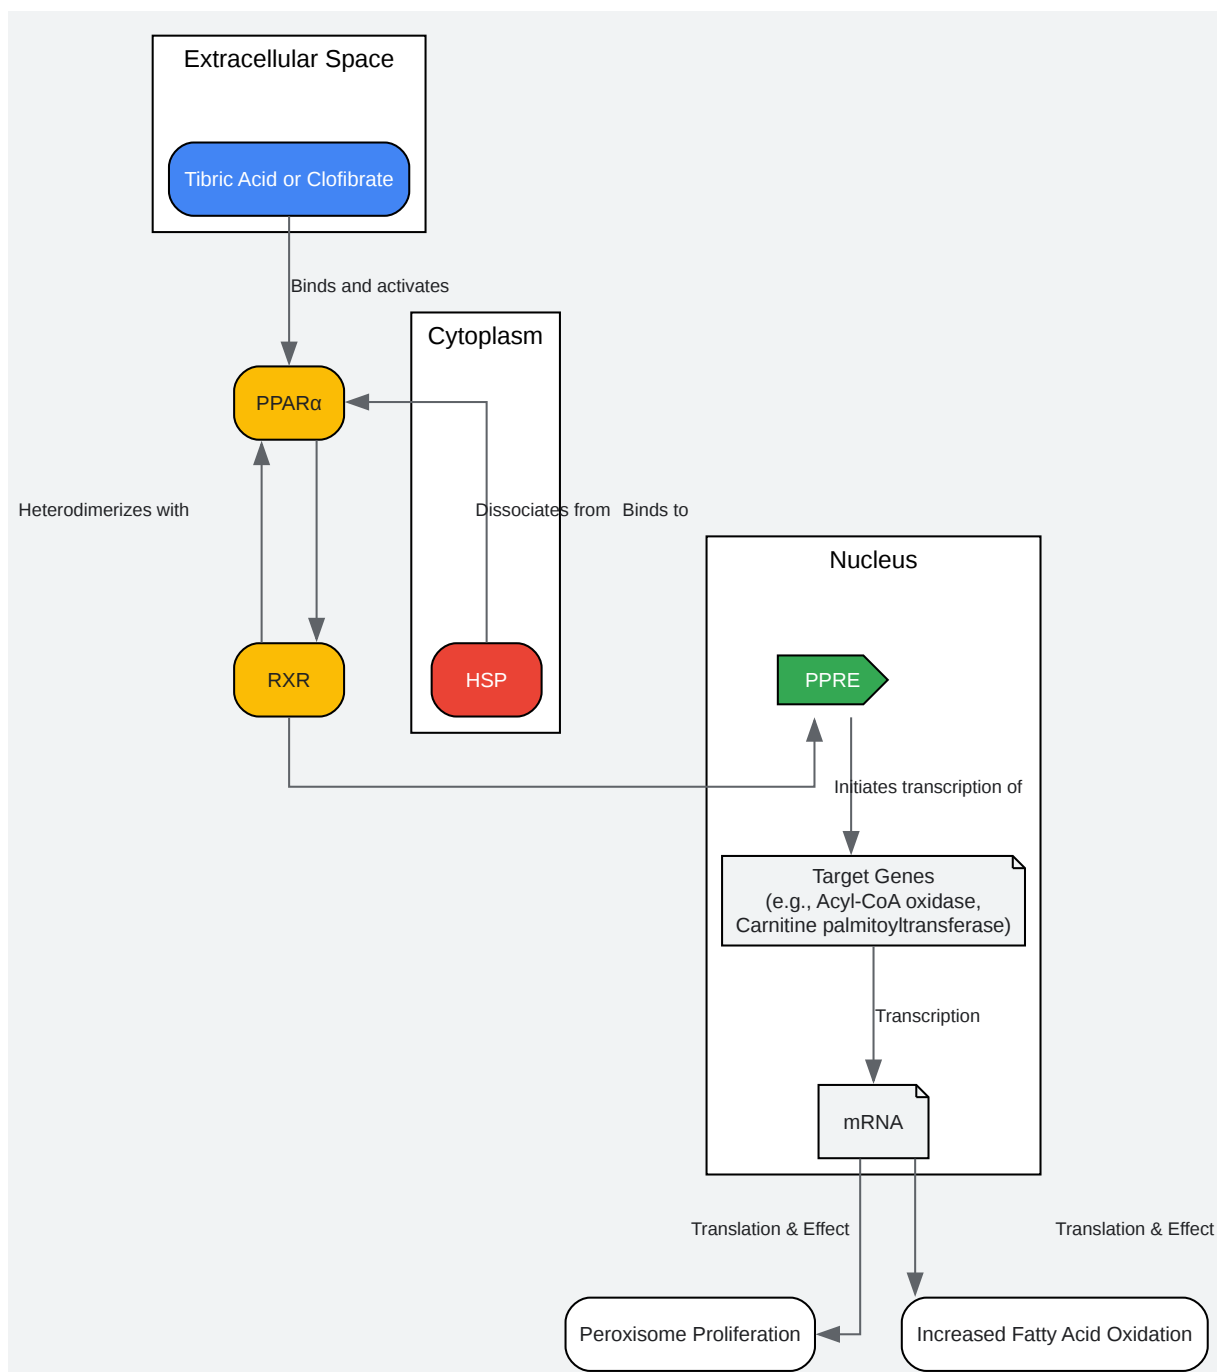 Extracellular Space
Tibric Acid or Clofibrate
Binds and activates
Cytoplasm
PPARα
Heterodimerizes with
Dissociates from
Binds to
Nucleus
RXR
HSP
PPRE
Initiates transcription of
Target Genes
(e.g., Acyl-CoA oxidase,
Carnitine palmitoyltransferase)
Transcription
mRNA
Translation & Effect
Translation & Effect
Peroxisome Proliferation
Increased Fatty Acid Oxidation